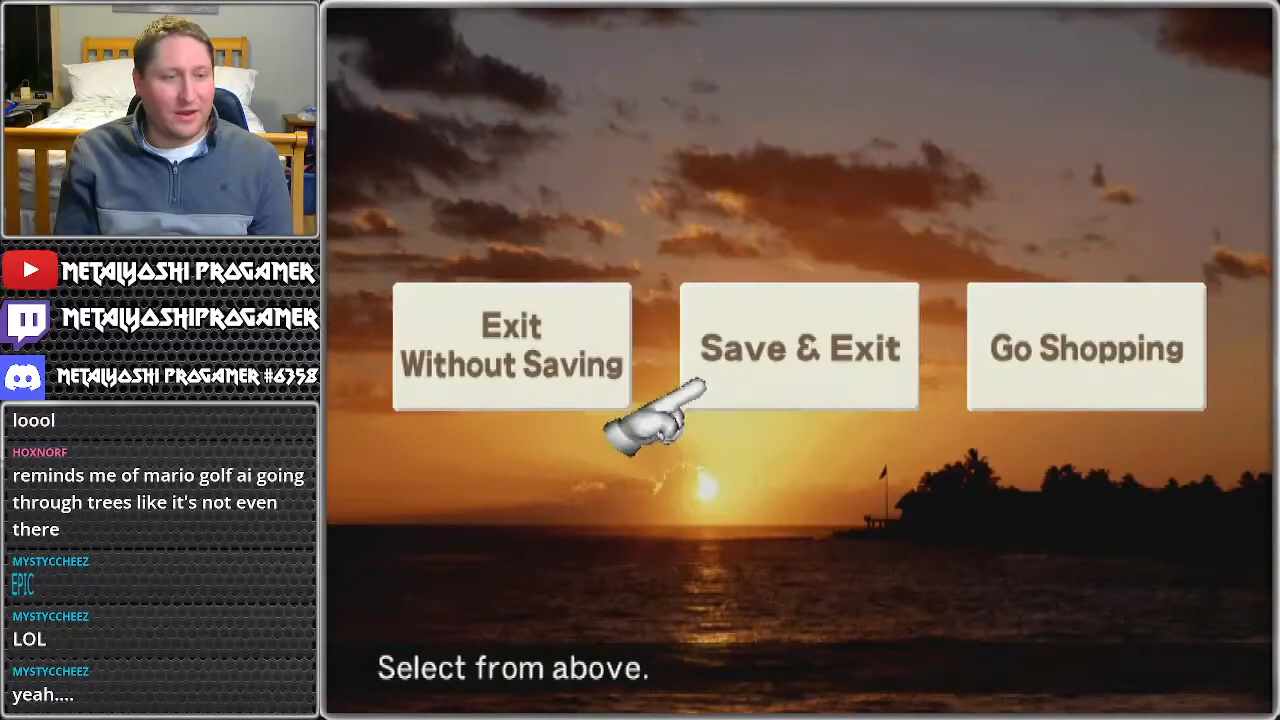 METALYOSHI PROGAMER
METALYOSHIPROGAMER
METALYOSHI PROGAMER #6358
loool
HOXNORF
reminds me of mario golf ai going
through trees like it's not even
there
MYSTYCCHEEZ
EPIC
MYSTYCCHEEZ
LOL
MYSTYCCHEEZ
yeah....
Exit
Without Saving
Save & Exit
Go Shopping
Select from above.